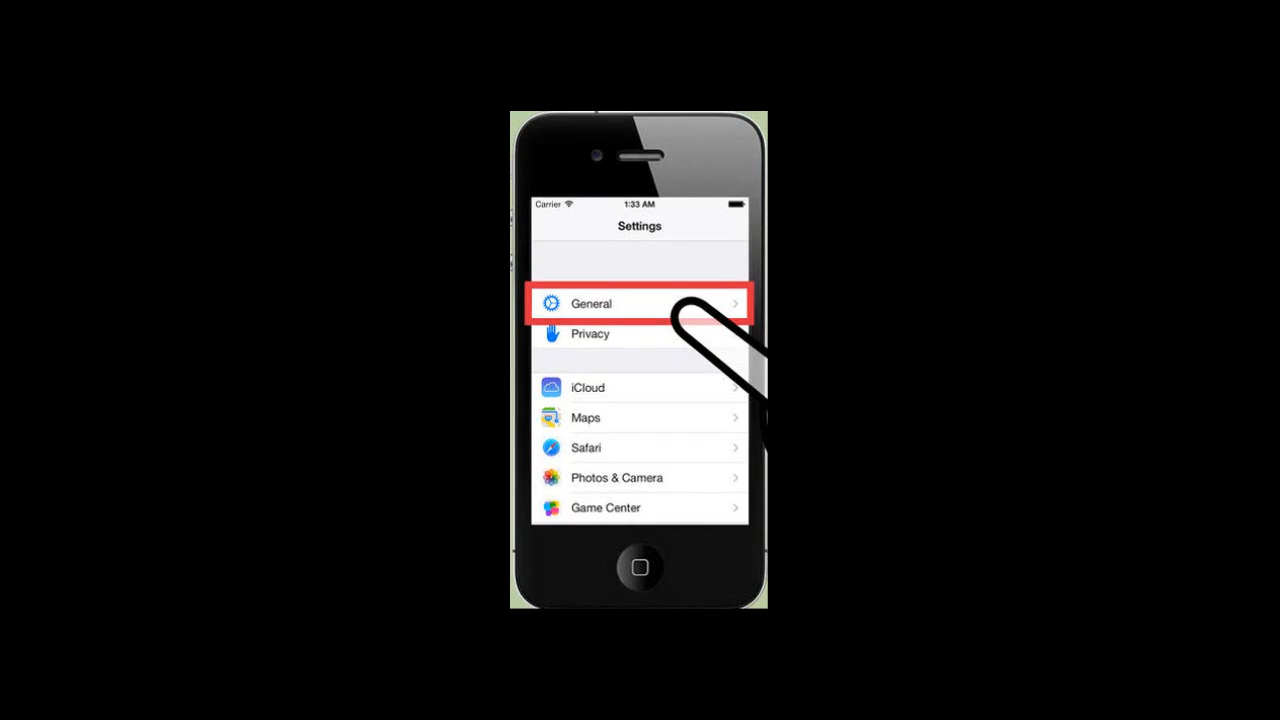 Carrier 1:33 AM
Settings
General
Privacy
iCloud
Maps
Safari
Photos & Camera
Game Center